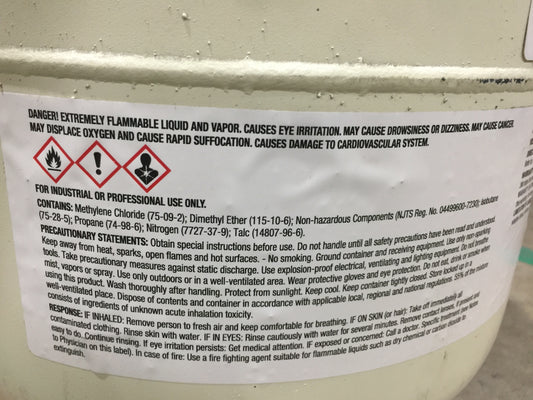 DANGER! EXTREMELY FLAMMABLE LIQUID AND VAPOR. CAUSES EYE IRRITATION. MAY CAUSE DROWSINESS OR DIZZINESS. MAY CAUSE CANCER.
MAY DISPLACE OXYGEN AND CAUSE RAPID SUFFOCATION. CAUSES DAMAGE TO CARDIOVASCULAR SYSTEM.
FOR INDUSTRIAL OR PROFESSIONAL USE ONLY.
CONTAINS: Methylene Chloride (75-09-2); Dimethyl Ether (115-10-6); Non-hazardous Components (NJTS Reg. No. 04499600-7230); Isobutane
(75-28-5); Propane (74-98-6); Nitrogen (7727-37-9); Talc (14807-96-6).
PRECAUTIONARY STATEMENTS: Obtain special instructions before use. Do not handle until all safety precautions have been read and understood.
Keep away from heat, sparks, open flames and hot surfaces. - No smoking. Ground container and receiving equipment. Use only non-sparking
tools. Take precautionary measures against static discharge. Use explosion-proof electrical, ventilating and lighting equipment. Do not breathe
mist, vapors or spray. Use only outdoors or in a well-ventilated area. Wear protective gloves and eye protection. Do not eat, drink or smoke when
using this product. Wash thoroughly after handling. Protect from sunlight. Keep cool. Keep container tightly closed. Store locked up in a
well-ventilated place. Dispose of contents and container in accordance with applicable local, regional and national regulations. 55% of the mixture
consists of ingredients of unknown acute inhalation toxicity.
RESPONSE: IF INHALED: Remove person to fresh air and keep comfortable for breathing. IF ON SKIN (or hair): Take off immediately all
contaminated clothing. Rinse skin with water. IF IN EYES: Rinse cautiously with water for several minutes. Remove contact lenses, if present and
easy to do. Continue rinsing. If eye irritation persists: Get medical attention. IF exposed or concerned: Call a doctor. Specific treatment (see Notes
to Physician on this label). In case of fire: Use a fire fighting agent suitable for flammable liquids such as dry chemical or carbon dioxide to
extinguish.